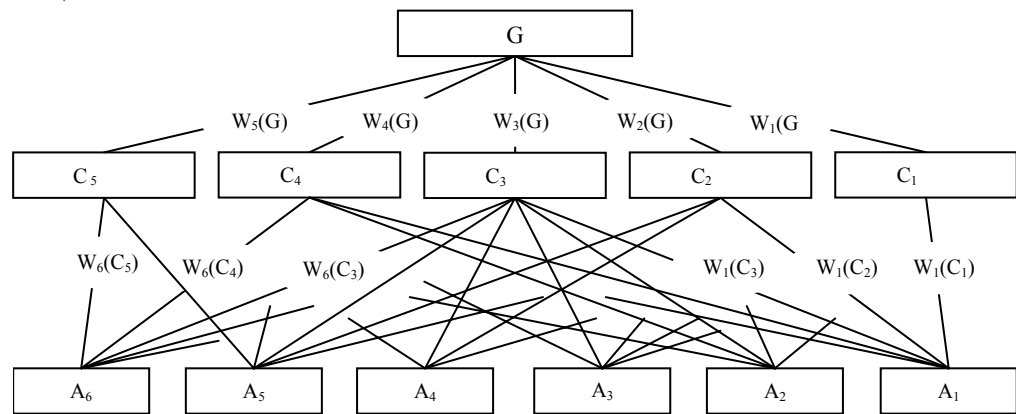 G
W₅(G) W₄(G) W₃(G) W₂(G) W₁(G
C₅ C₄ C₃ C₂ C₁
W₆(C₅) W₆(C₄) W₆(C₃) W₁(C₃) W₁(C₂) W₁(C₁)
A₆ A₅ A₄ A₃ A₂ A₁